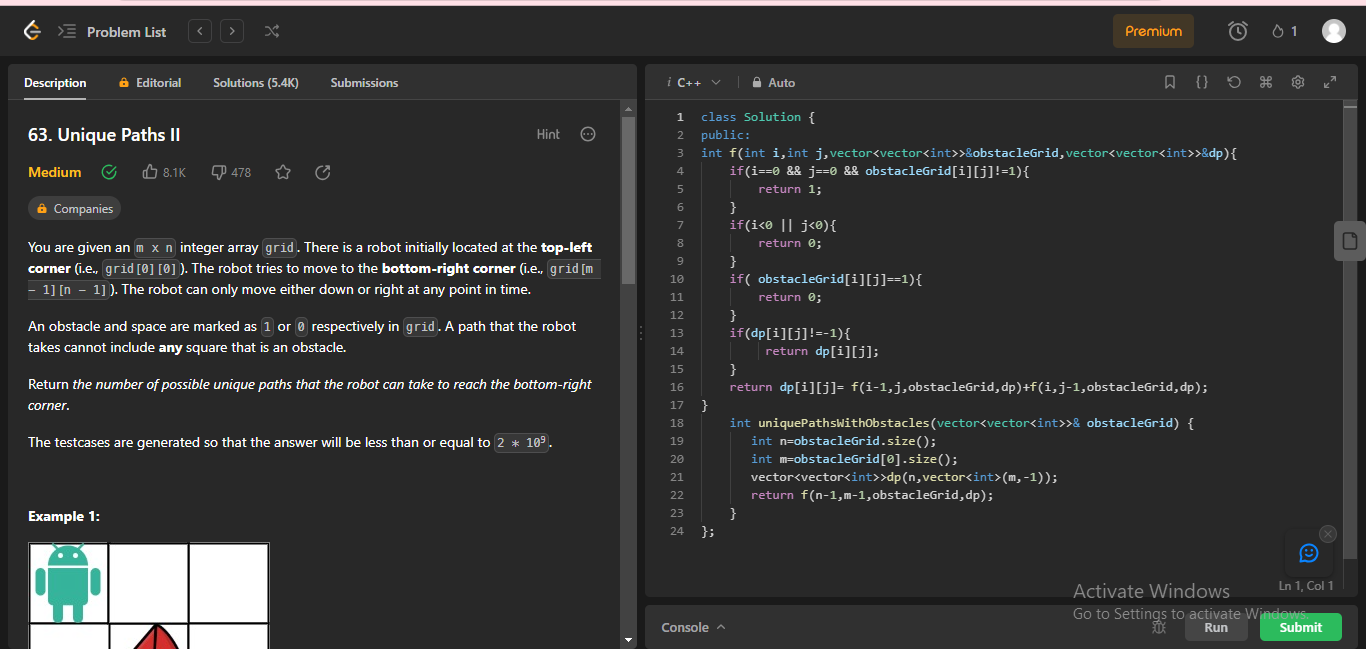 Problem List
Premium
1
Description
Editorial
Solutions (5.4K)
Submissions
63. Unique Paths II
Hint
Medium
8.1K
478
Companies
You are given an m x n integer array grid. There is a robot initially located at the top-left
corner (i.e., grid[0][0]). The robot tries to move to the bottom-right corner (i.e., grid[m
- 1][n - 1]). The robot can only move either down or right at any point in time.
An obstacle and space are marked as 1 or 0 respectively in grid. A path that the robot
takes cannot include any square that is an obstacle.
Return the number of possible unique paths that the robot can take to reach the bottom-right
corner.
The testcases are generated so that the answer will be less than or equal to 2 * 10⁹.
Example 1:
i C++
Auto
1 class Solution {
2 public:
3 int f(int i,int j,vector<vector<int>>&obstacleGrid,vector<vector<int>>&dp){
4 if(i==0 && j==0 && obstacleGrid[i][j]!=1){
5 return 1;
6 }
7 if(i<0 || j<0){
8 return 0;
9 }
10 if( obstacleGrid[i][j]==1){
11 return 0;
12 }
13 if(dp[i][j]!=-1){
14 return dp[i][j];
15 }
16 return dp[i][j]= f(i-1,j,obstacleGrid,dp)+f(i,j-1,obstacleGrid,dp);
17 }
18 int uniquePathsWithObstacles(vector<vector<int>>& obstacleGrid) {
19 int n=obstacleGrid.size();
20 int m=obstacleGrid[0].size();
21 vector<vector<int>>dp(n,vector<int>(m,-1));
22 return f(n-1,m-1,obstacleGrid,dp);
23 }
24 };
Ln 1, Col 1
Activate Windows
Go to Settings to activate Windows.
Console
Run
Submit